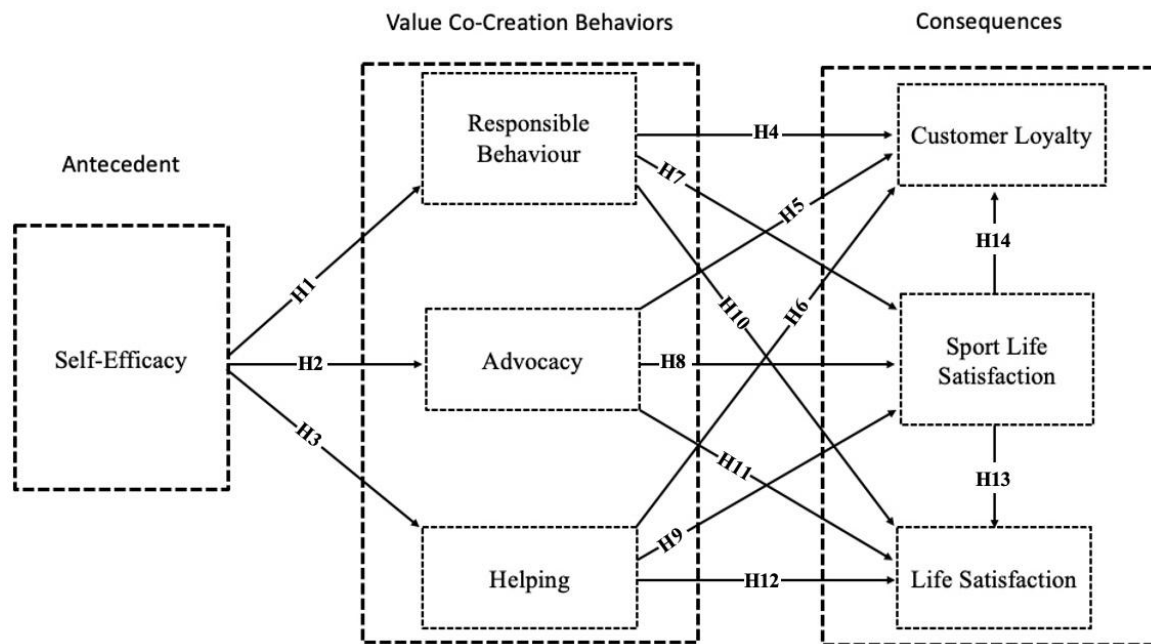 Value Co-Creation Behaviors
Consequences
Antecedent
Self-Efficacy
Responsible
Behaviour
Advocacy
Helping
Customer Loyalty
Sport Life
Satisfaction
Life Satisfaction
H1
H2
H3
H4
H7
H5
H10
H6
H8
H11
H9
H12
H14
H13